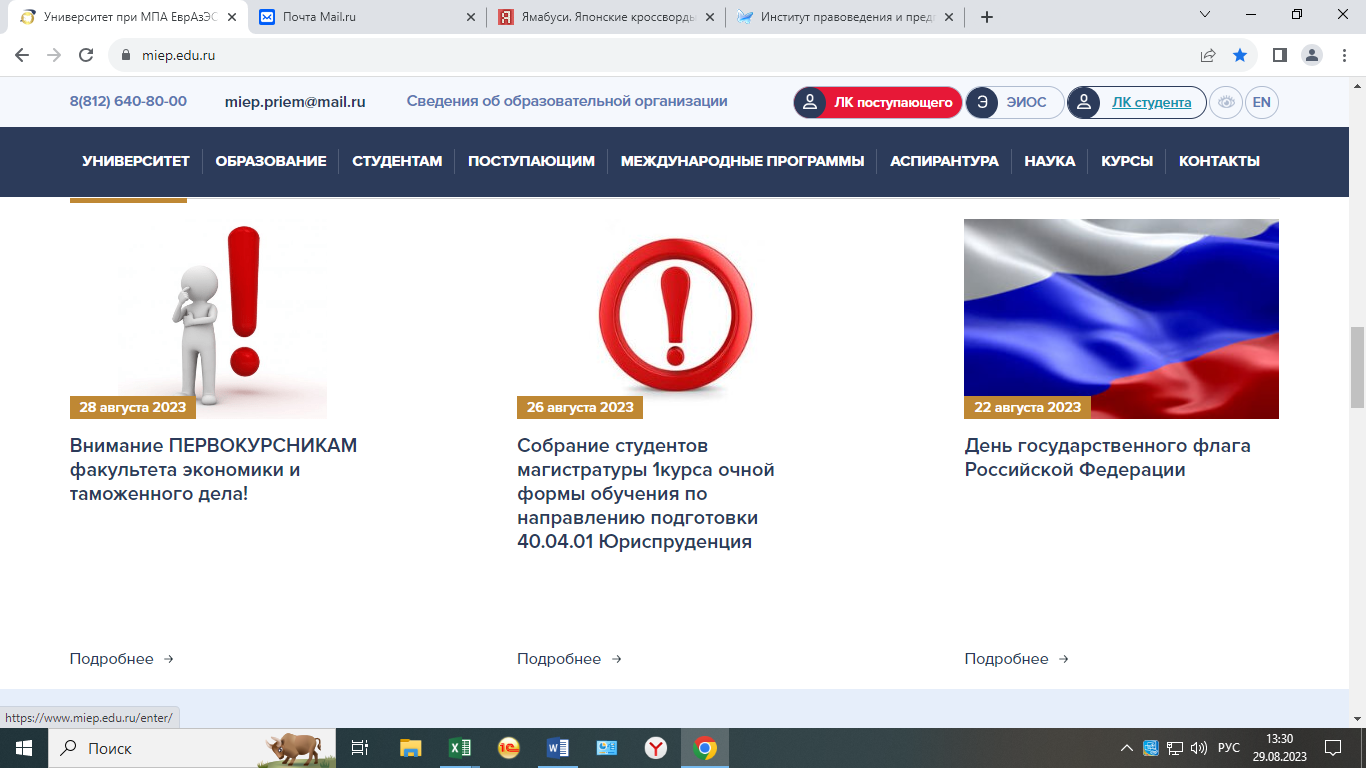 Университет при МПА ЕврАзЭС
Почта Mail.ru
Ямабуси. Японские кроссворды
Институт правоведения и пред
miep.edu.ru
8(812) 640-80-00
miep.priem@mail.ru
Сведения об образовательной организации
ЛК поступающего
Э
ЭИОС
ЛК студента
EN
УНИВЕРСИТЕТ
ОБРАЗОВАНИЕ
СТУДЕНТАМ
ПОСТУПАЮЩИМ
МЕЖДУНАРОДНЫЕ ПРОГРАММЫ
АСПИРАНТУРА
НАУКА
КУРСЫ
КОНТАКТЫ
28 августа 2023
Внимание ПЕРВОКУРСНИКАМ
факультета экономики и
таможенного дела!
Подробнее →
26 августа 2023
Собрание студентов
магистратуры 1курса очной
формы обучения по
направлению подготовки
40.04.01 Юриспруденция
Подробнее →
22 августа 2023
День государственного флага
Российской Федерации
Подробнее →
https://www.miep.edu.ru/enter/
Поиск
РУС
13:30
29.08.2023